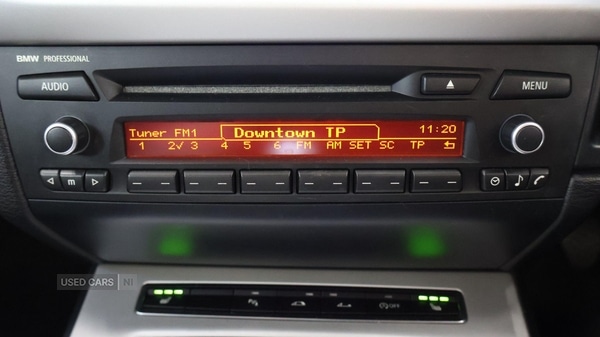 BMW PROFESSIONAL
AUDIO
MENU
Tuner FM1 Downtown TP 11:20
1 2√ 3 4 5 6 FM AM SET SC TP
m
USED CARS NI
OFF